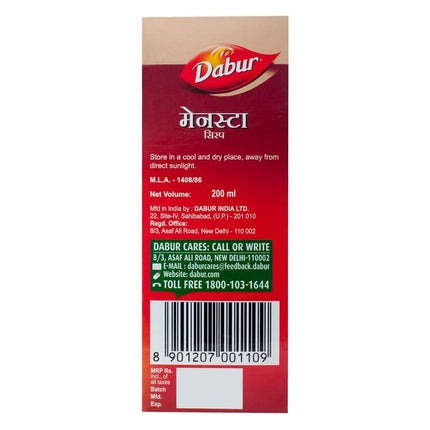 Dabur
मेनस्टा
सिरप
Store in a cool and dry place, away from
direct sunlight.
M.L.A. - 1408/86
Net Volume: 200 ml
Mfd in India by : DABUR INDIA LTD.
22, Site-IV, Sahibabad, (U.P.) - 201 010
Regd. Office:
8/3, Asaf Ali Road, New Delhi - 110 002
DABUR CARES: CALL OR WRITE
8/3, ASAF ALI ROAD, NEW DELHI-110002
E-MAIL : daburcares@feedback.dabur
Website: dabur.com
TOLL FREE 1800-103-1644
8 901207 001109
MRP Rs.
incl., of
all taxes
Batch
Mfd.
Exp.